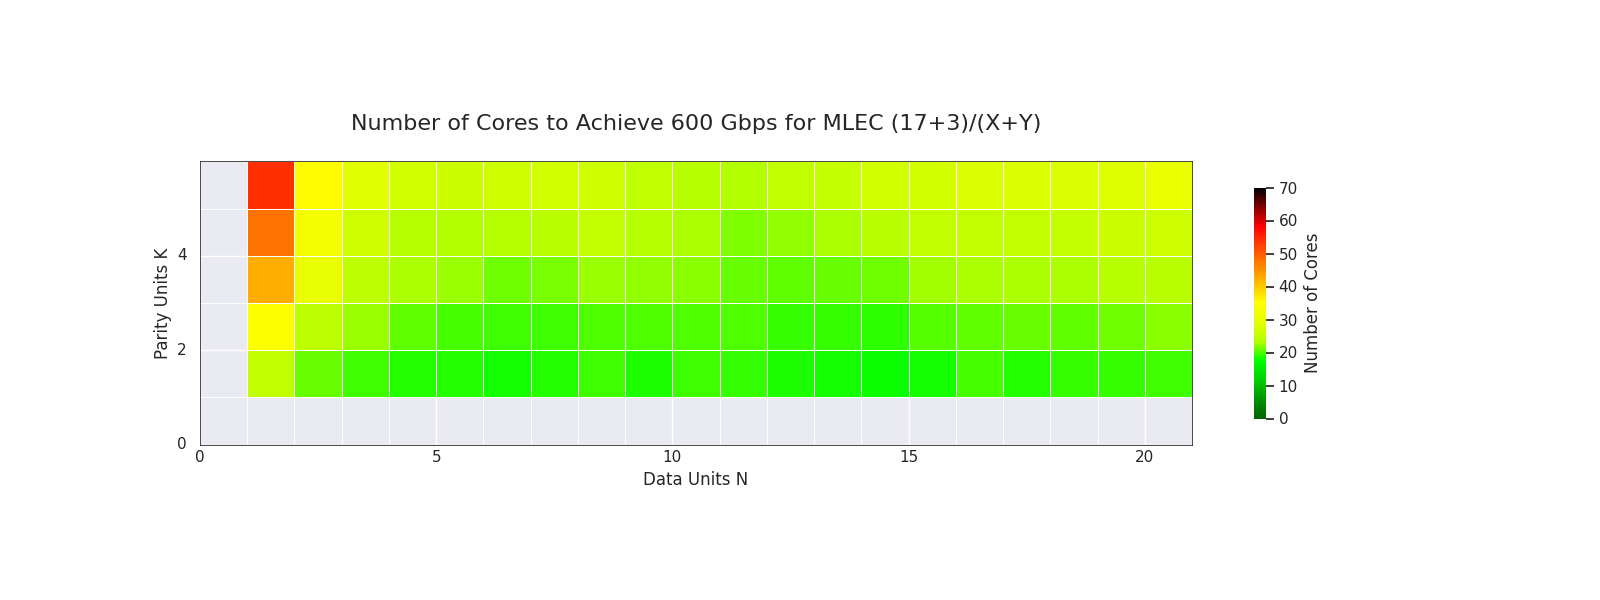 Number of Cores to Achieve 600 Gbps for MLEC (17+3)/(X+Y)
Parity Units K
4
2
0
0 5 10 15 20
Data Units N
70
60
50
40
30
20
10
0
Number of Cores